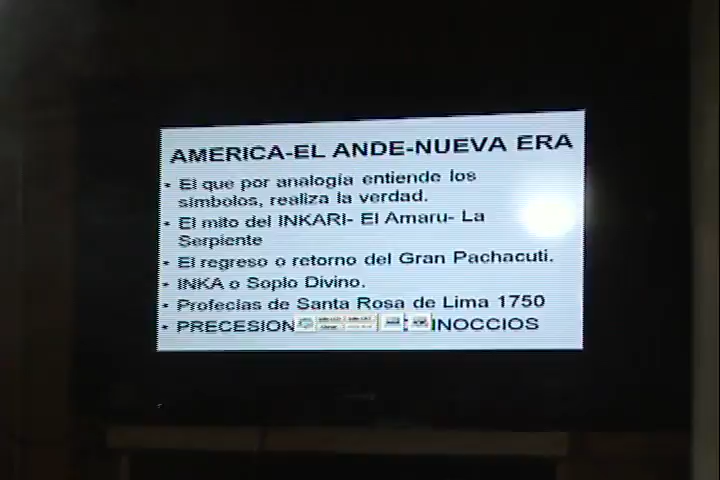 AMERICA-EL ANDE-NUEVA ERA
• El que por analogía entiende los
símbolos, realiza la verdad.
• El mito del INKARI- El Amaru- La
Serpiente
• El regreso o retorno del Gran Pachacuti.
• INKA o Soplo Divino.
• Profecías de Santa Rosa de Lima 1750
• PRECESION INOCCIOS